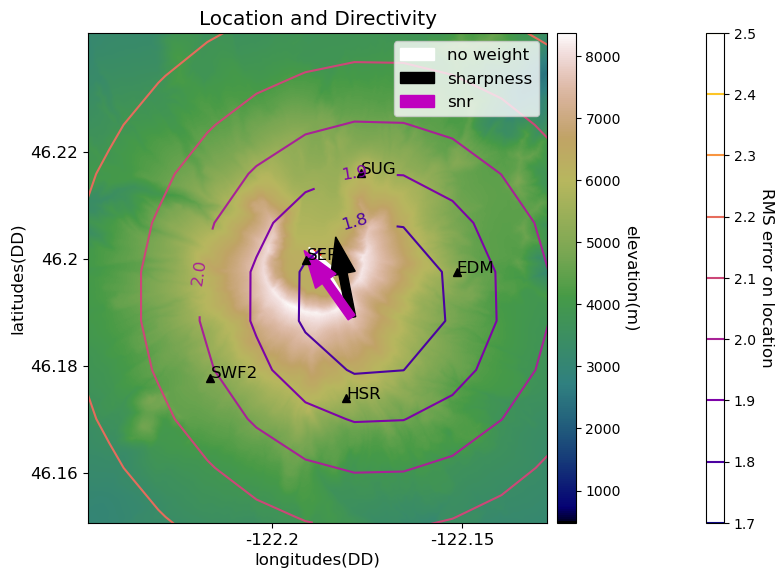 Location and Directivity
no weight
sharpness
snr
46.22
46.2
46.18
46.16
latitudes(DD)
1.9
SUG
1.8
SEP
EDM
2.0
SWF2
HSR
-122.2
-122.15
longitudes(DD)
8000
7000
6000
5000
4000
3000
2000
1000
elevation(m)
2.5
2.4
2.3
2.2
2.1
2.0
1.9
1.8
1.7
RMS error on location